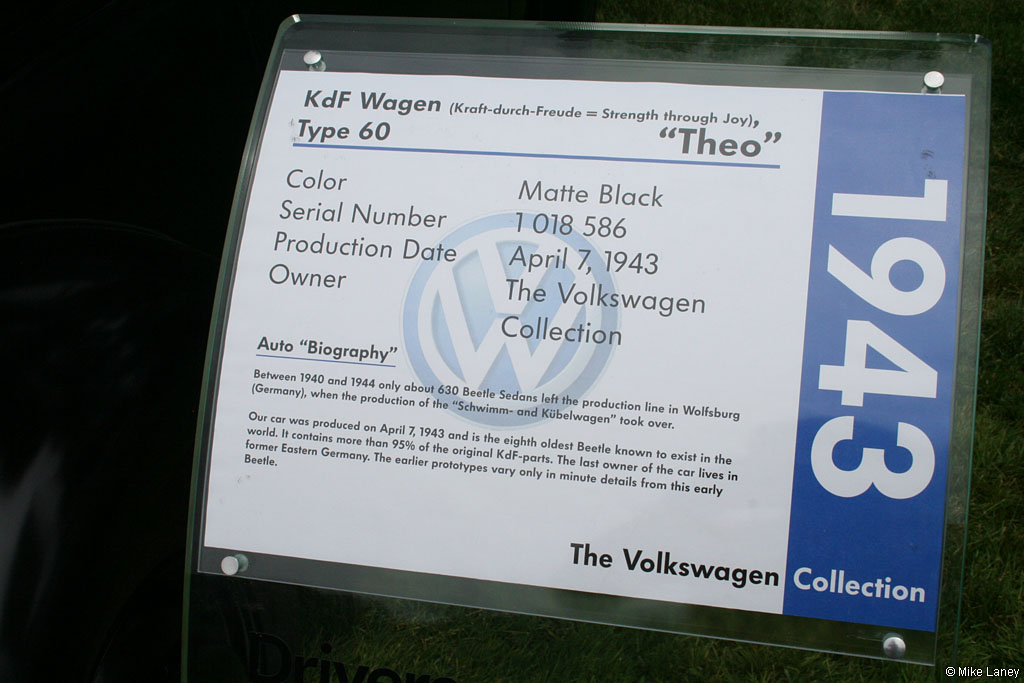 KdF Wagen (Kraft-durch-Freude = Strength through Joy),
Type 60 “Theo”
Color Matte Black
Serial Number 1 018 586
Production Date April 7, 1943
Owner The Volkswagen
Collection
Auto “Biography”
Between 1940 and 1944 only about 630 Beetle Sedans left the production line in Wolfsburg
(Germany), when the production of the “Schwimm- and Kübelwagen” took over.
Our car was produced on April 7, 1943 and is the eighth oldest Beetle known to exist in the
world. It contains more than 95% of the original KdF-parts. The last owner of the car lives in
former Eastern Germany. The earlier prototypes vary only in minute details from this early
Beetle.
The Volkswagen Collection
1943
Drivers
© Mike Laney